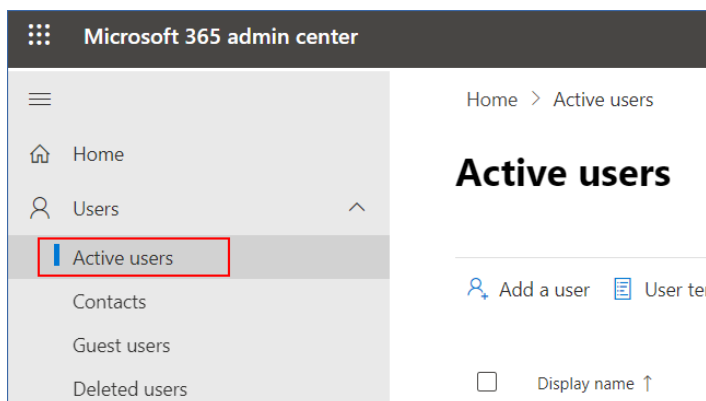 Microsoft 365 admin center
Home > Active users
Home
Active users
Users
Active users
Add a user
User
Contacts
Guest users
Deleted users
Display name ↑